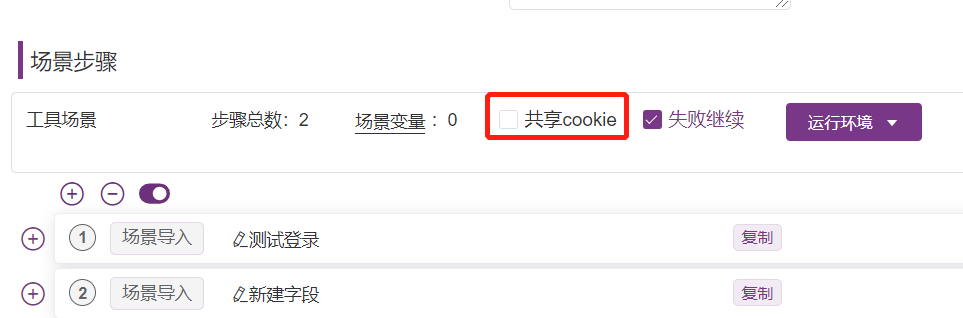 场景步骤
工具场景 步骤总数：2 场景变量 ：0 共享cookie 失败继续 运行环境
1 场景导入 测试登录 复制
2 场景导入 新建字段 复制